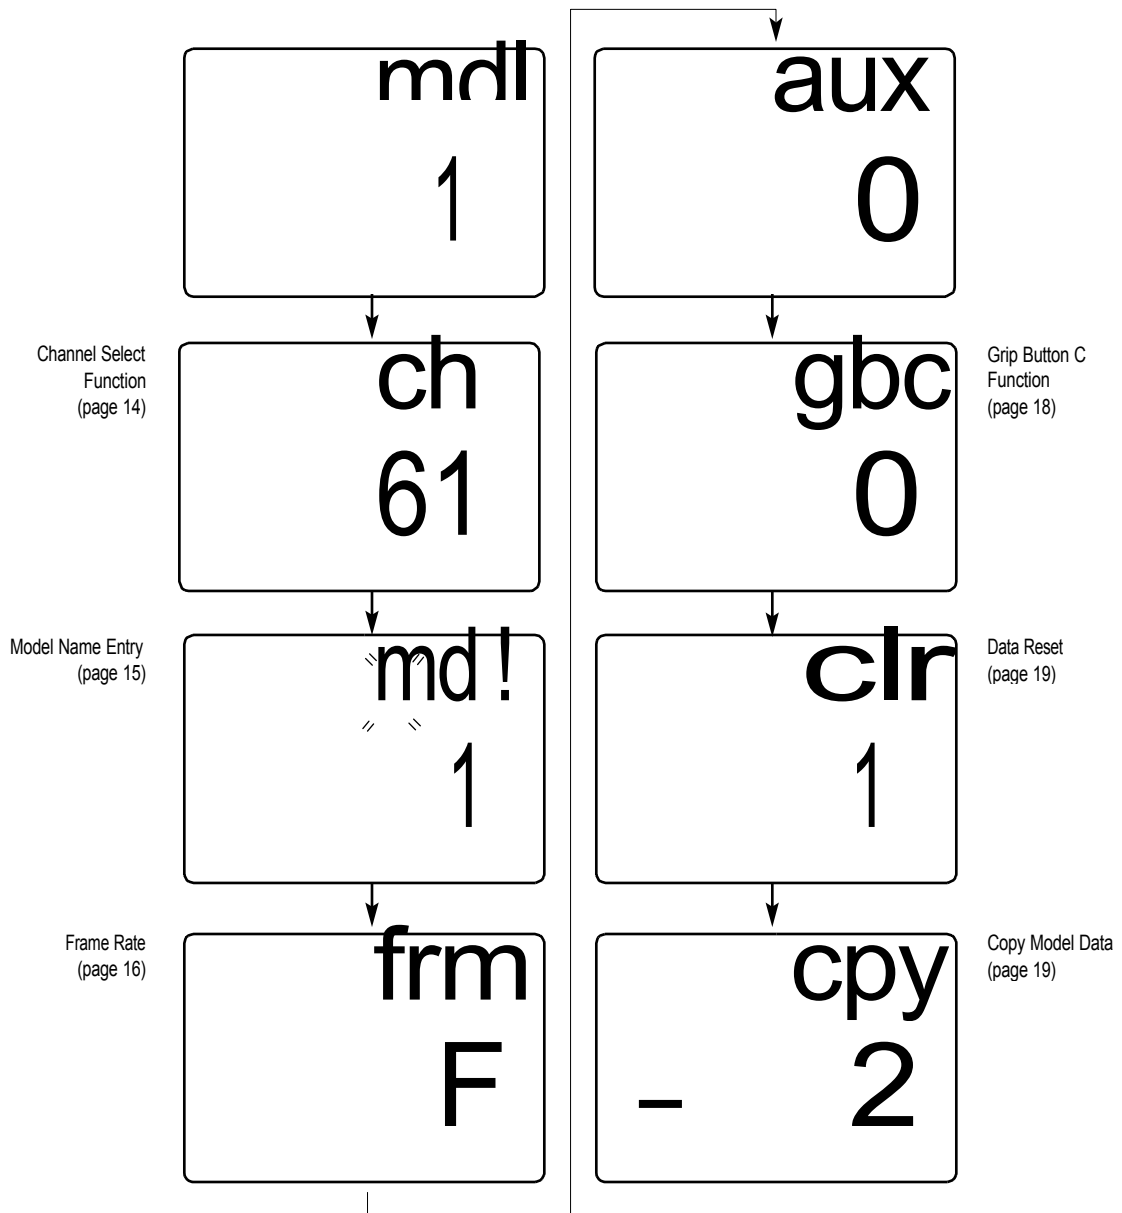 mdl
1
Channel Select
Function
(page 14)
ch
61
Model Name Entry
(page 15)
md!
1
Frame Rate
(page 16)
frm
F
aux
0
gbc
0
Grip Button C
Function
(page 18)
clr
1
Data Reset
(page 19)
cpy
- 2
Copy Model Data
(page 19)